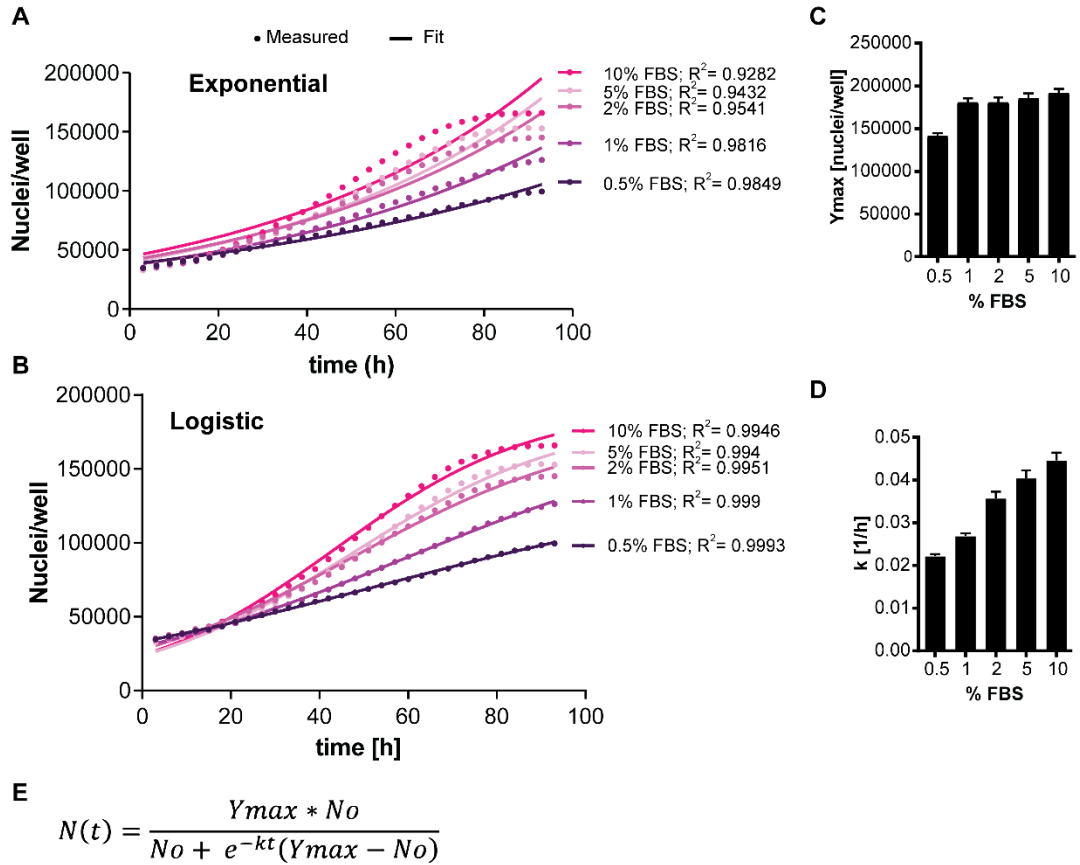 A
• Measured — Fit
Exponential
Nuclei/well
200000
150000
100000
50000
0
0 20 40 60 80 100
time (h)
10% FBS; R²= 0.9282
5% FBS; R²= 0.9432
2% FBS; R²= 0.9541
1% FBS; R²= 0.9816
0.5% FBS; R²= 0.9849
B
Logistic
Nuclei/well
200000
150000
100000
50000
0
0 20 40 60 80 100
time [h]
10% FBS; R²= 0.9946
5% FBS; R²= 0.994
2% FBS; R²= 0.9951
1% FBS; R²= 0.999
0.5% FBS; R²= 0.9993
C
Ymax [nuclei/well]
250000
200000
150000
100000
50000
0
0.5 1 2 5 10
% FBS
D
k [1/h]
0.05
0.04
0.03
0.02
0.01
0.00
0.5 1 2 5 10
% FBS
E
N(t) = Ymax * No / No + e^-kt(Ymax − No)